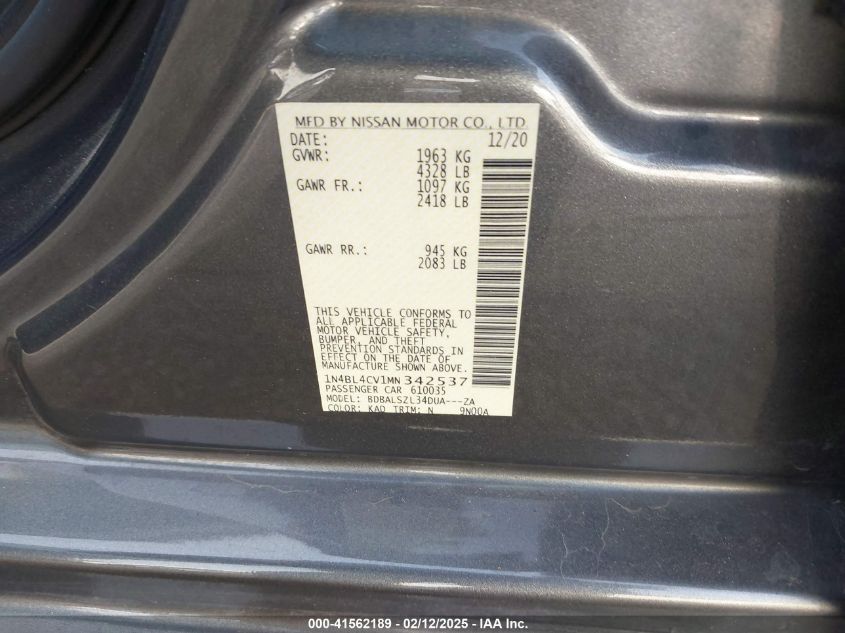 MFD BY NISSAN MOTOR CO., LTD.
DATE: 12/20
GVWR: 1963 KG
4328 LB
GAWR FR.: 1097 KG
2418 LB
GAWR RR.: 945 KG
2083 LB
THIS VEHICLE CONFORMS TO
ALL APPLICABLE FEDERAL
MOTOR VEHICLE SAFETY,
BUMPER, AND THEFT
PREVENTION STANDARDS IN
EFFECT ON THE DATE OF
MANUFACTURE SHOWN ABOVE.
1N4BL4CV1MN 342537
PASSENGER CAR 610035
MODEL: BDBALSZL34DUA---ZA
COLOR: KAD TRIM: N 9N00A
000-41562189 - 02/12/2025 - © IAA Inc.